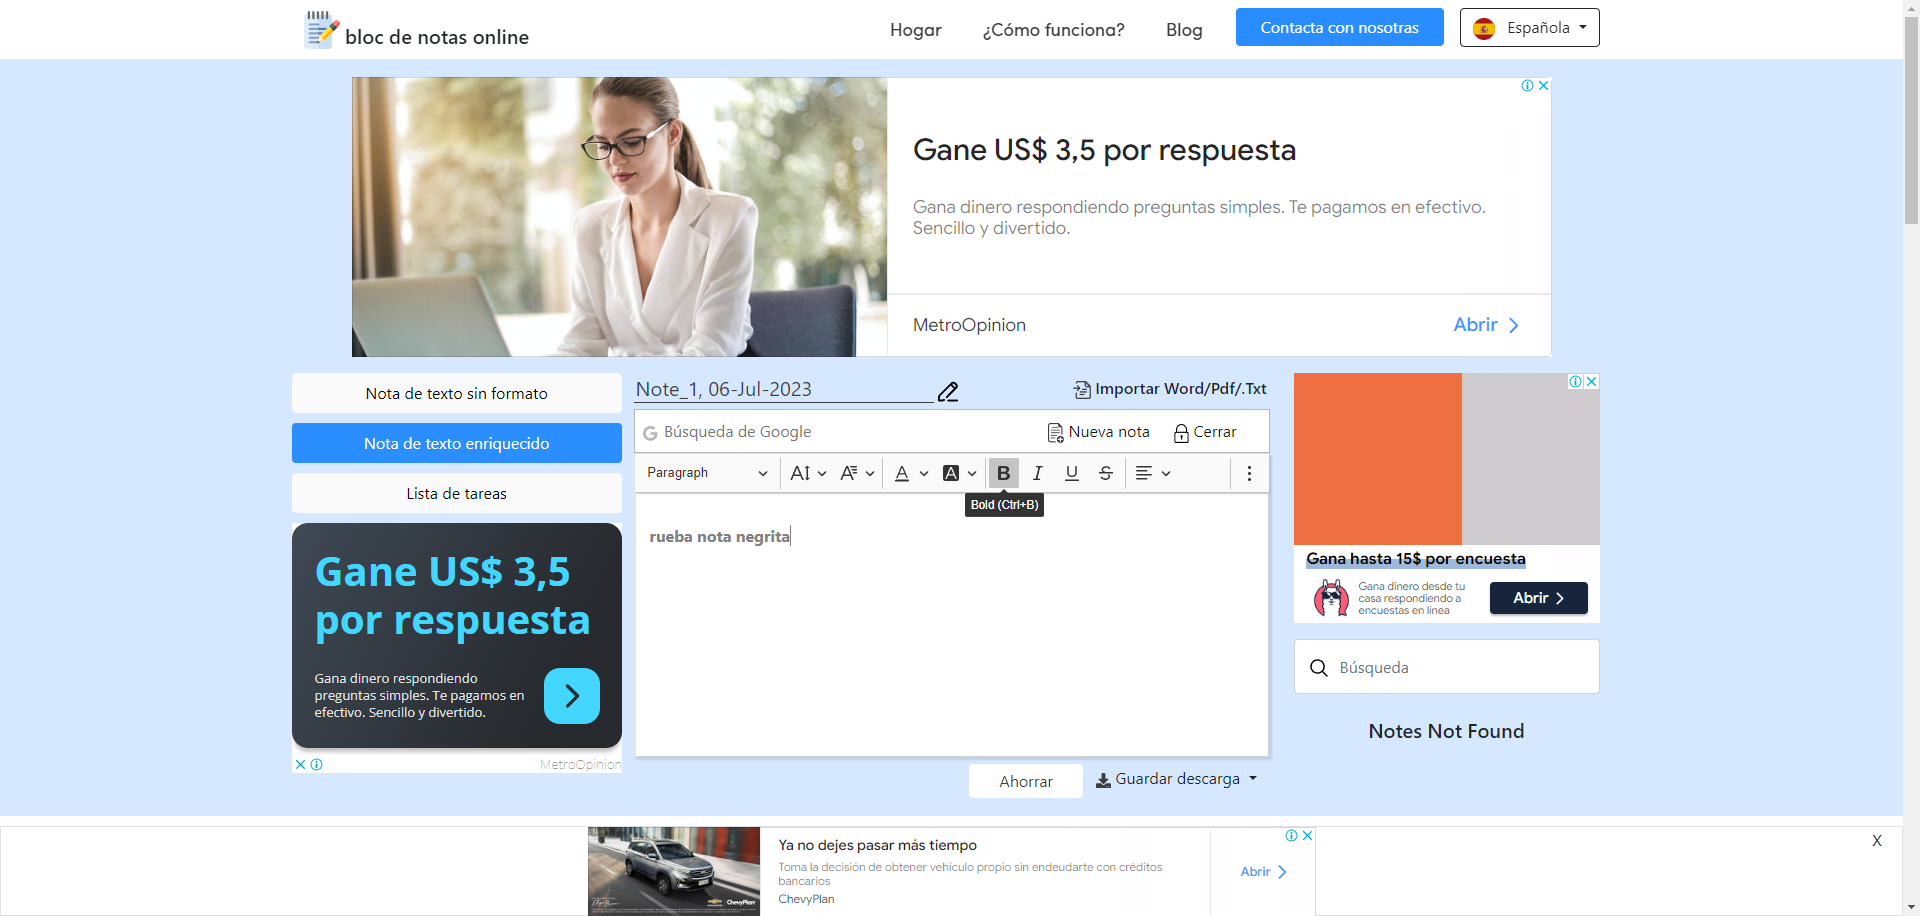 bloc de notas online
Hogar
¿Cómo funciona?
Blog
Contacta con nosotras
Española
Gane US$ 3,5 por respuesta
Gana dinero respondiendo preguntas simples. Te pagamos en efectivo.
Sencillo y divertido.
MetroOpinion
Abrir
Nota de texto sin formato
Nota de texto enriquecido
Lista de tareas
Gane US$ 3,5
por respuesta
Gana dinero respondiendo
preguntas simples. Te pagamos en
efectivo. Sencillo y divertido.
MetroOpinion
Note_1, 06-Jul-2023
Importar Word/Pdf/.Txt
Búsqueda de Google
Nueva nota
Cerrar
Paragraph
Bold (Ctrl+B)
rueba nota negrita
Ahorrar
Guardar descarga
Gana hasta 15$ por encuesta
Gana dinero desde tu
casa respondiendo a
encuestas en línea
Abrir
Búsqueda
Notes Not Found
Ya no dejes pasar más tiempo
Toma la decisión de obtener vehículo propio sin endeudarte con créditos
bancarios
ChevyPlan
Abrir
X
ChevyPlan